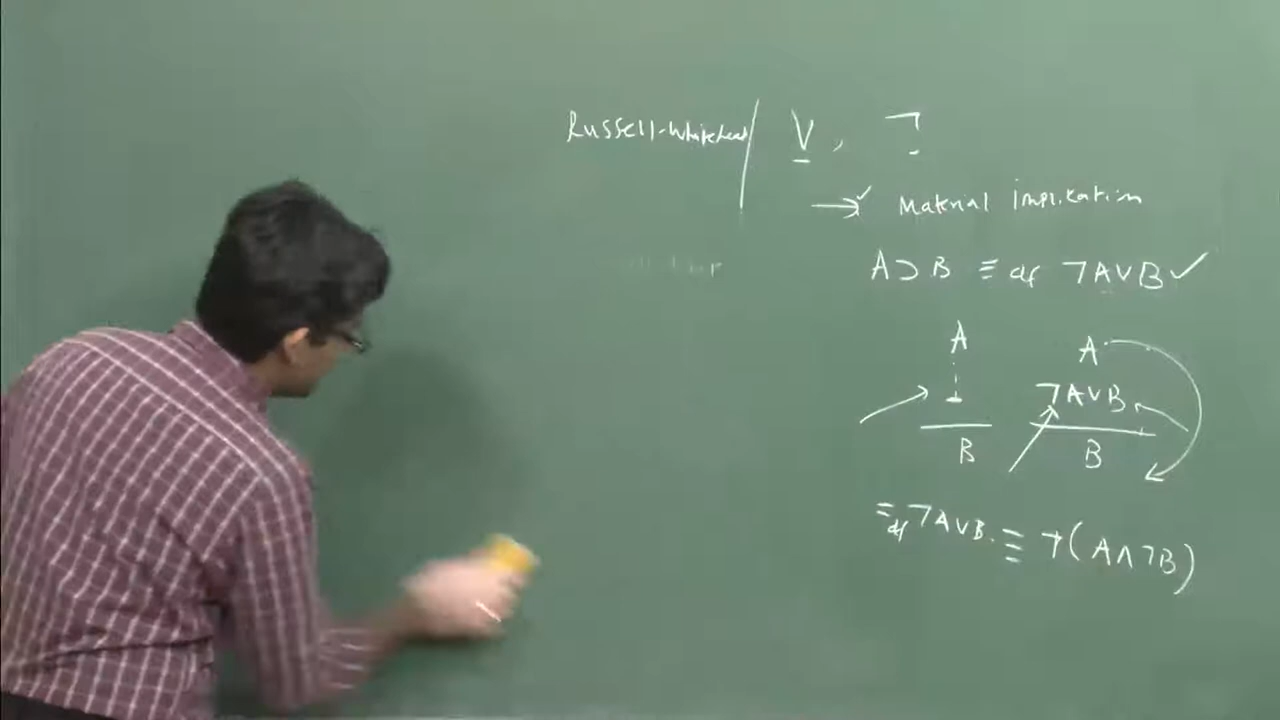 Russell-Whitehead | ∨, ¬
→ ✓ Material implication
A ⊃ B ≡ df ¬A∨B ✓
A A
⊥ ¬A∨B
B B
≡ df ¬A∨B. ≡ ¬(A∧¬B)